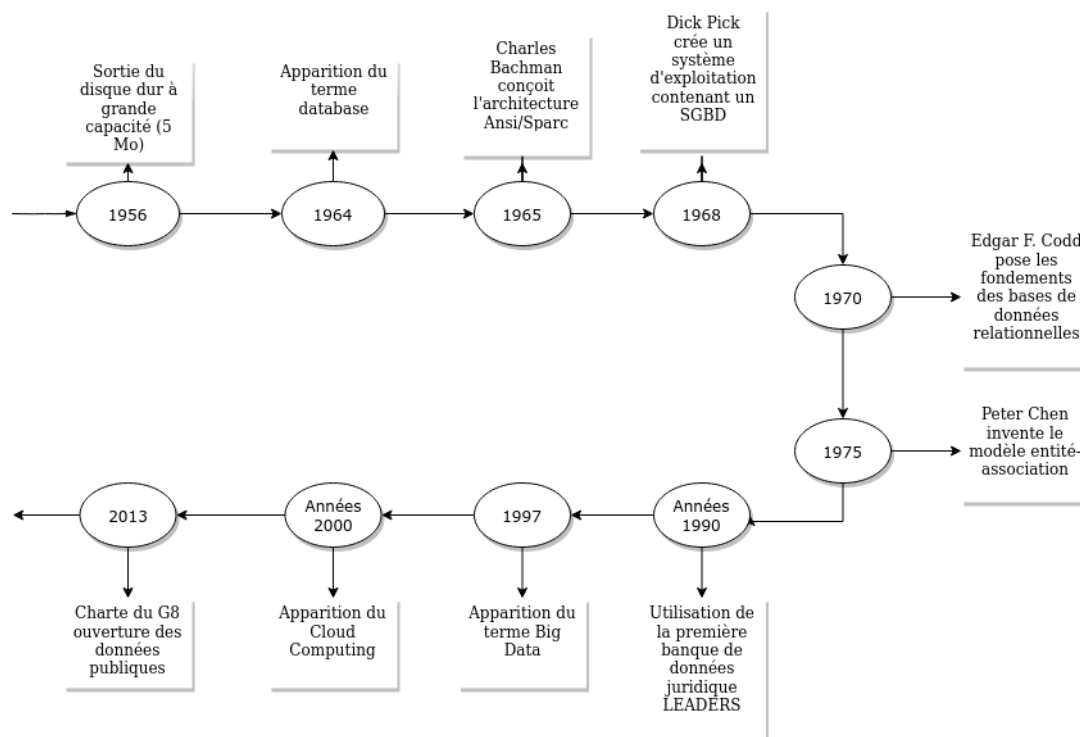 Sortie du
disque dur à
grande
capacité (5
Mo)
1956
Apparition du
terme
database
1964
Charles
Bachman
conçoit
l'architecture
Ansi/Sparc
1965
Dick Pick
crée un
système
d'exploitation
contenant un
SGBD
1968
1970
Edgar F. Codd
pose les
fondements
des bases de
données
relationnelles
1975
Peter Chen
invente le
modèle entité-
association
Années
1990
Utilisation de
la première
banque de
données
juridique
LEADERS
1997
Apparition du
terme Big
Data
Années
2000
Apparition du
Cloud
Computing
2013
Charte du G8
ouverture des
données
publiques